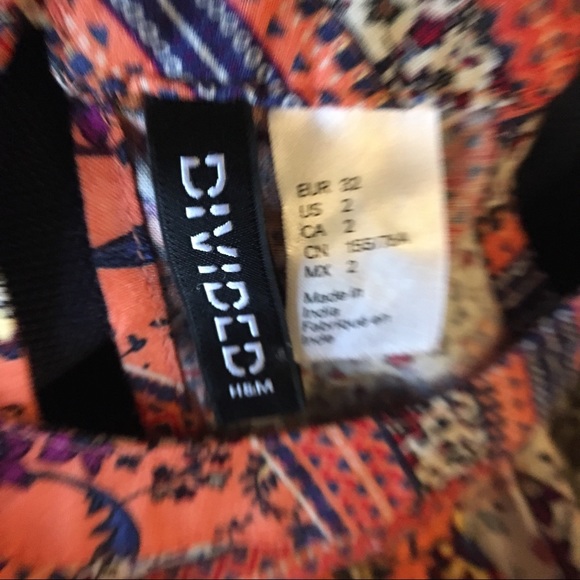 DIVIDED
H&M
EUR 32
US 2
CA 2
CN 155/76A
MX 2
Made in
India
Fabriqué en
Inde